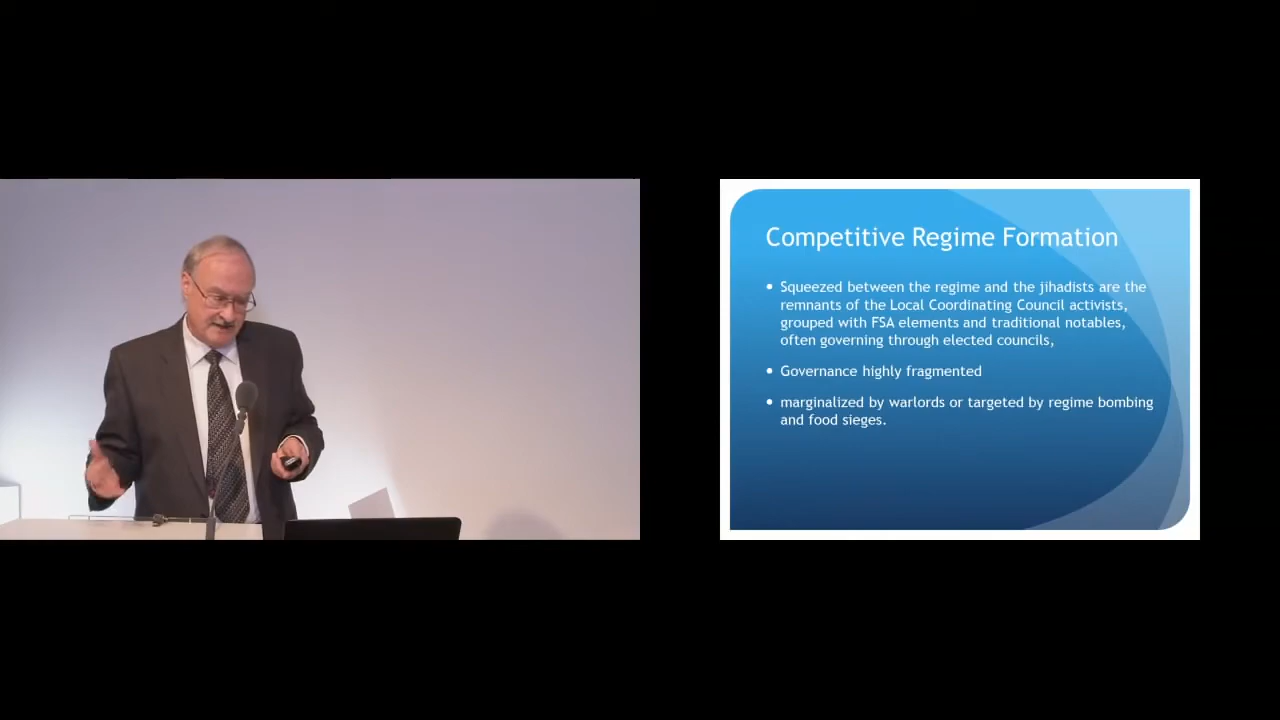 Competitive Regime Formation
• Squeezed between the regime and the jihadists are the
remnants of the Local Coordinating Council activists,
grouped with FSA elements and traditional notables,
often governing through elected councils,
• Governance highly fragmented
• marginalized by warlords or targeted by regime bombing
and food sieges.